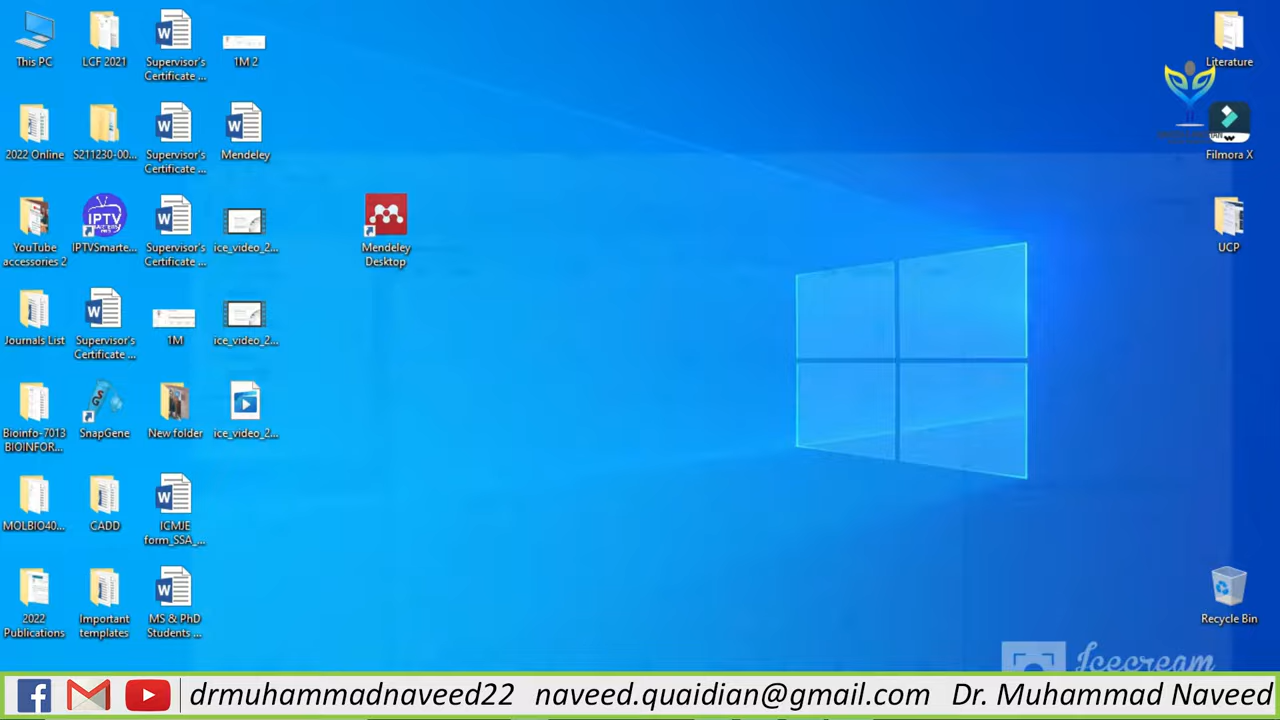 This PC
LCF 2021
Supervisor's
Certificate ...
1M 2
Literature
2022 Online
S211230-00...
Supervisor's
Certificate ...
Mendeley
Filmora X
YouTube
accessories 2
IPTV
IPTVSmarte...
Supervisor's
Certificate ...
ice_video_2...
Mendeley
Desktop
UCP
Journals List
Supervisor's
Certificate ...
1M
ice_video_2...
Bioinfo-7013
BIOINFOR...
SnapGene
New folder
ice_video_2...
MOLBIO40...
CADD
ICMJE
form_SSA_...
2022
Publications
Important
templates
MS & PhD
Students ...
Recycle Bin
Icecream
drmuhammadnaveed22 naveed.quaidian@gmail.com Dr. Muhammad Naveed